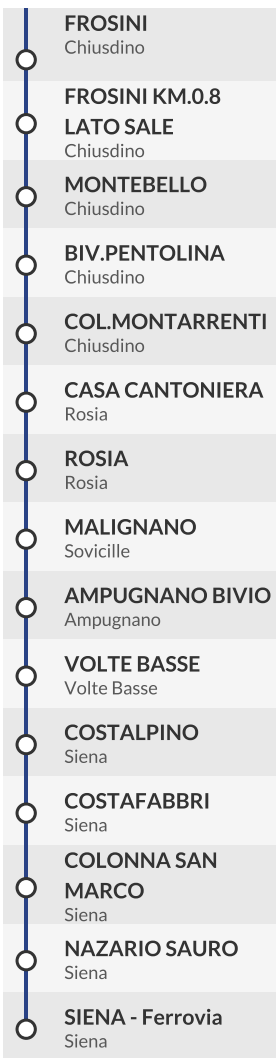 FROSINI
Chiusdino
FROSINI KM.0.8
LATO SALE
Chiusdino
MONTEBELLO
Chiusdino
BIV.PENTOLINA
Chiusdino
COL.MONTARRENTI
Chiusdino
CASA CANTONIERA
Rosia
ROSIA
Rosia
MALIGNANO
Sovicille
AMPUGNANO BIVIO
Ampugnano
VOLTE BASSE
Volte Basse
COSTALPINO
Siena
COSTAFABBRI
Siena
COLONNA SAN
MARCO
Siena
NAZARIO SAURO
Siena
SIENA - Ferrovia
Siena